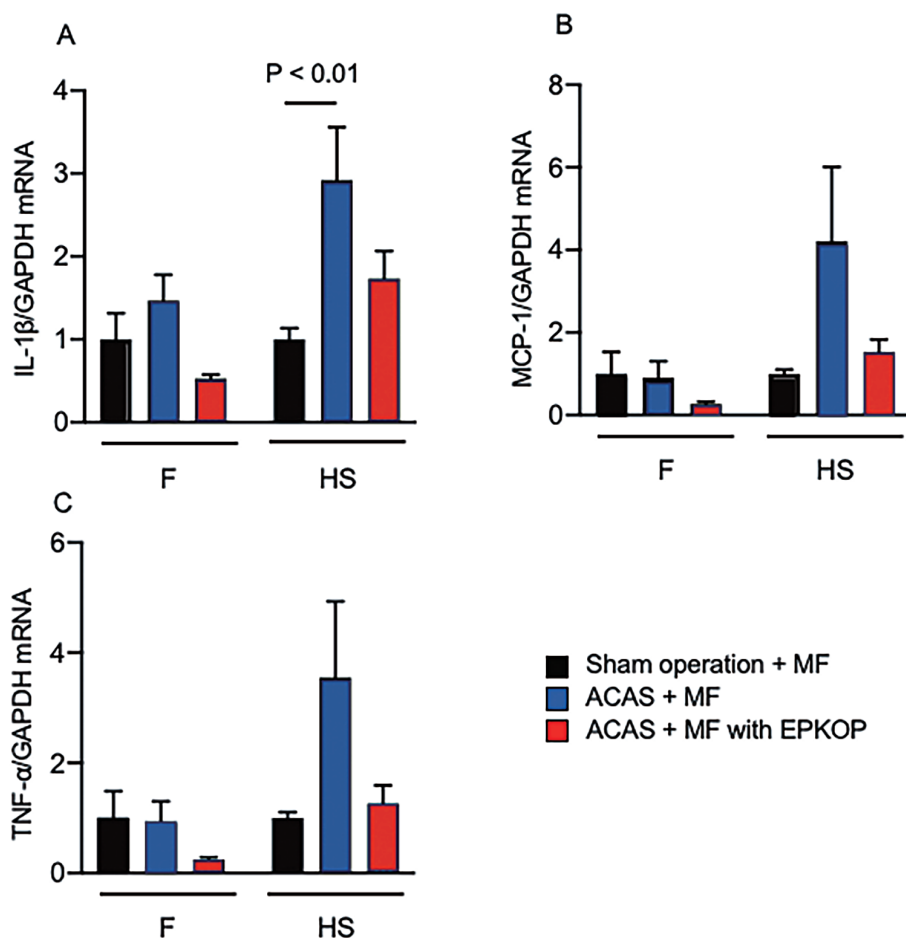 A
P < 0.01
IL-1β/GAPDH mRNA
4
3
2
1
0
F
HS
B
MCP-1/GAPDH mRNA
8
6
4
2
0
F
HS
C
TNF-α/GAPDH mRNA
6
4
2
0
F
HS
Sham operation + MF
ACAS + MF
ACAS + MF with EPKOP